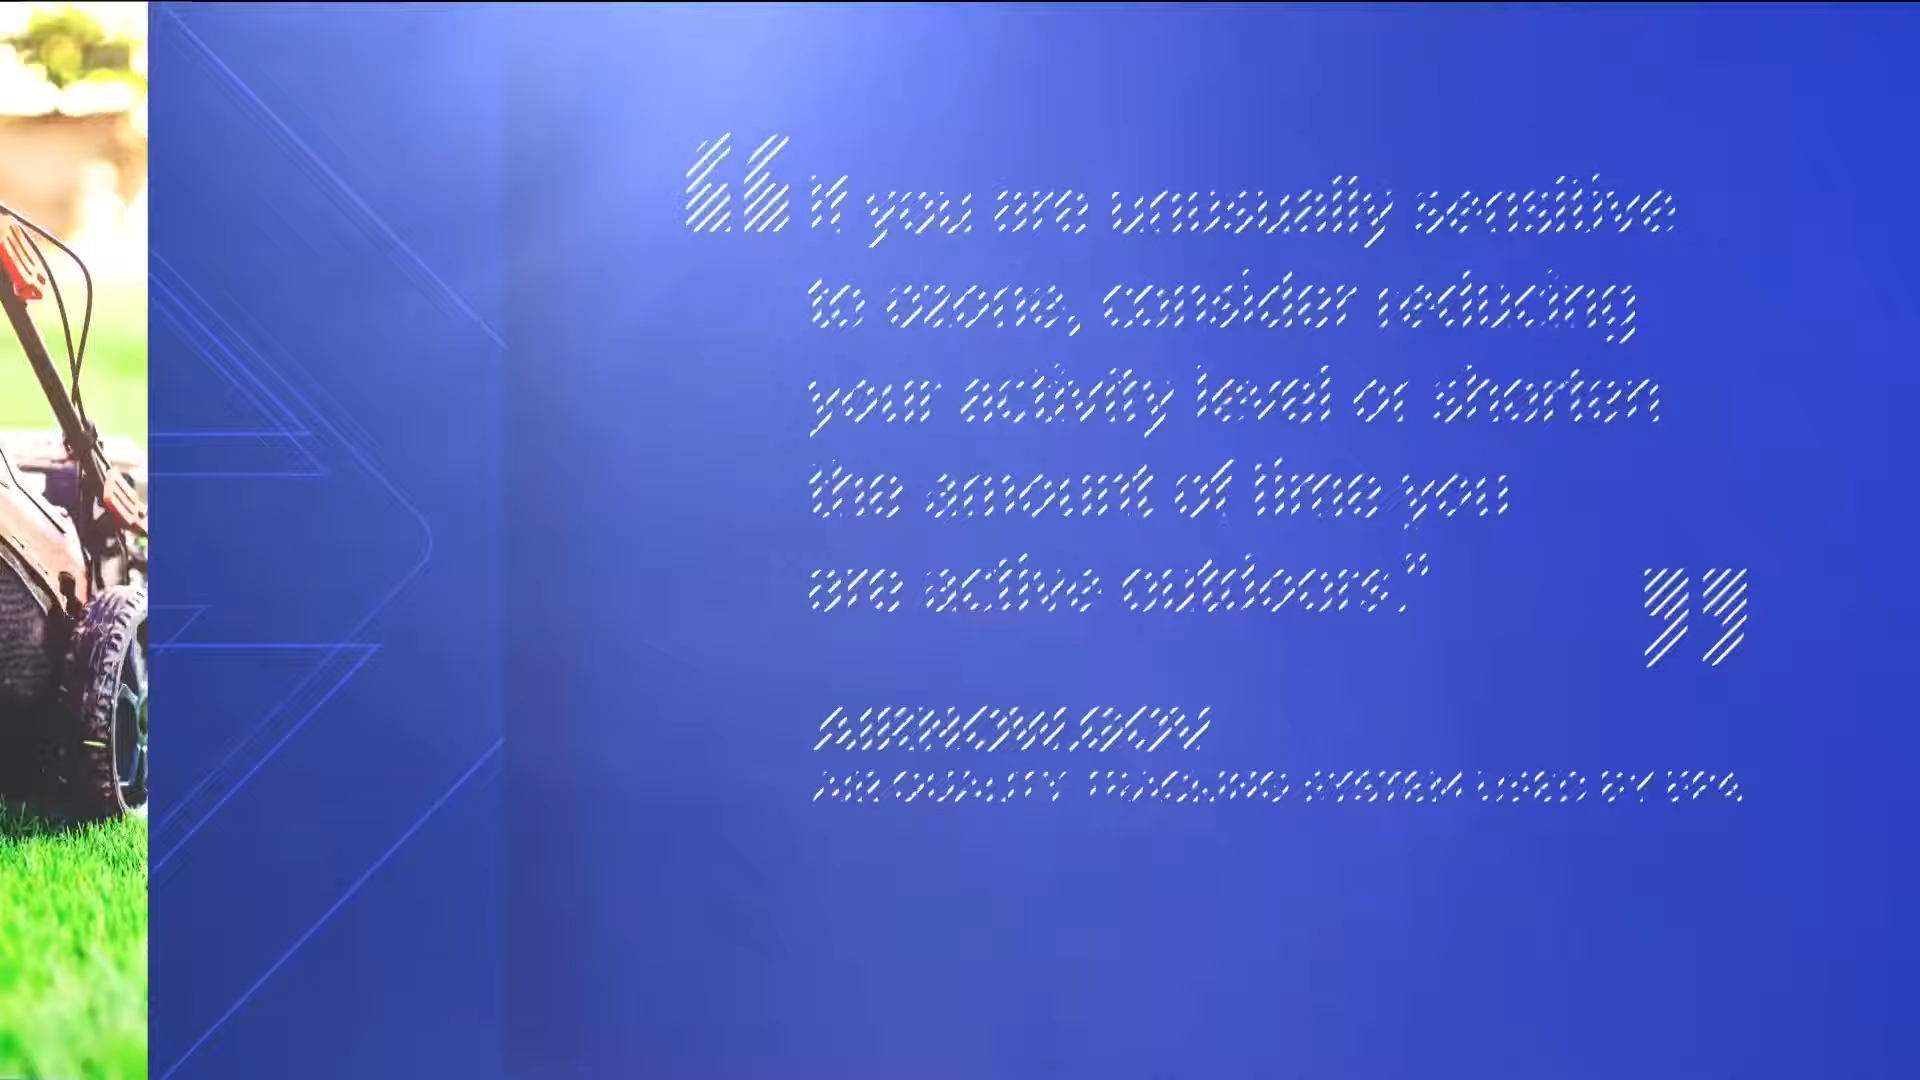 “ If you are unusually sensitive
to ozone, consider reducing
your activity level or shorten
the amount of time you
are active outdoors." ”
AIRNOW.GOV
AIR QUALITY TRACKING SYSTEM USED BY EPA